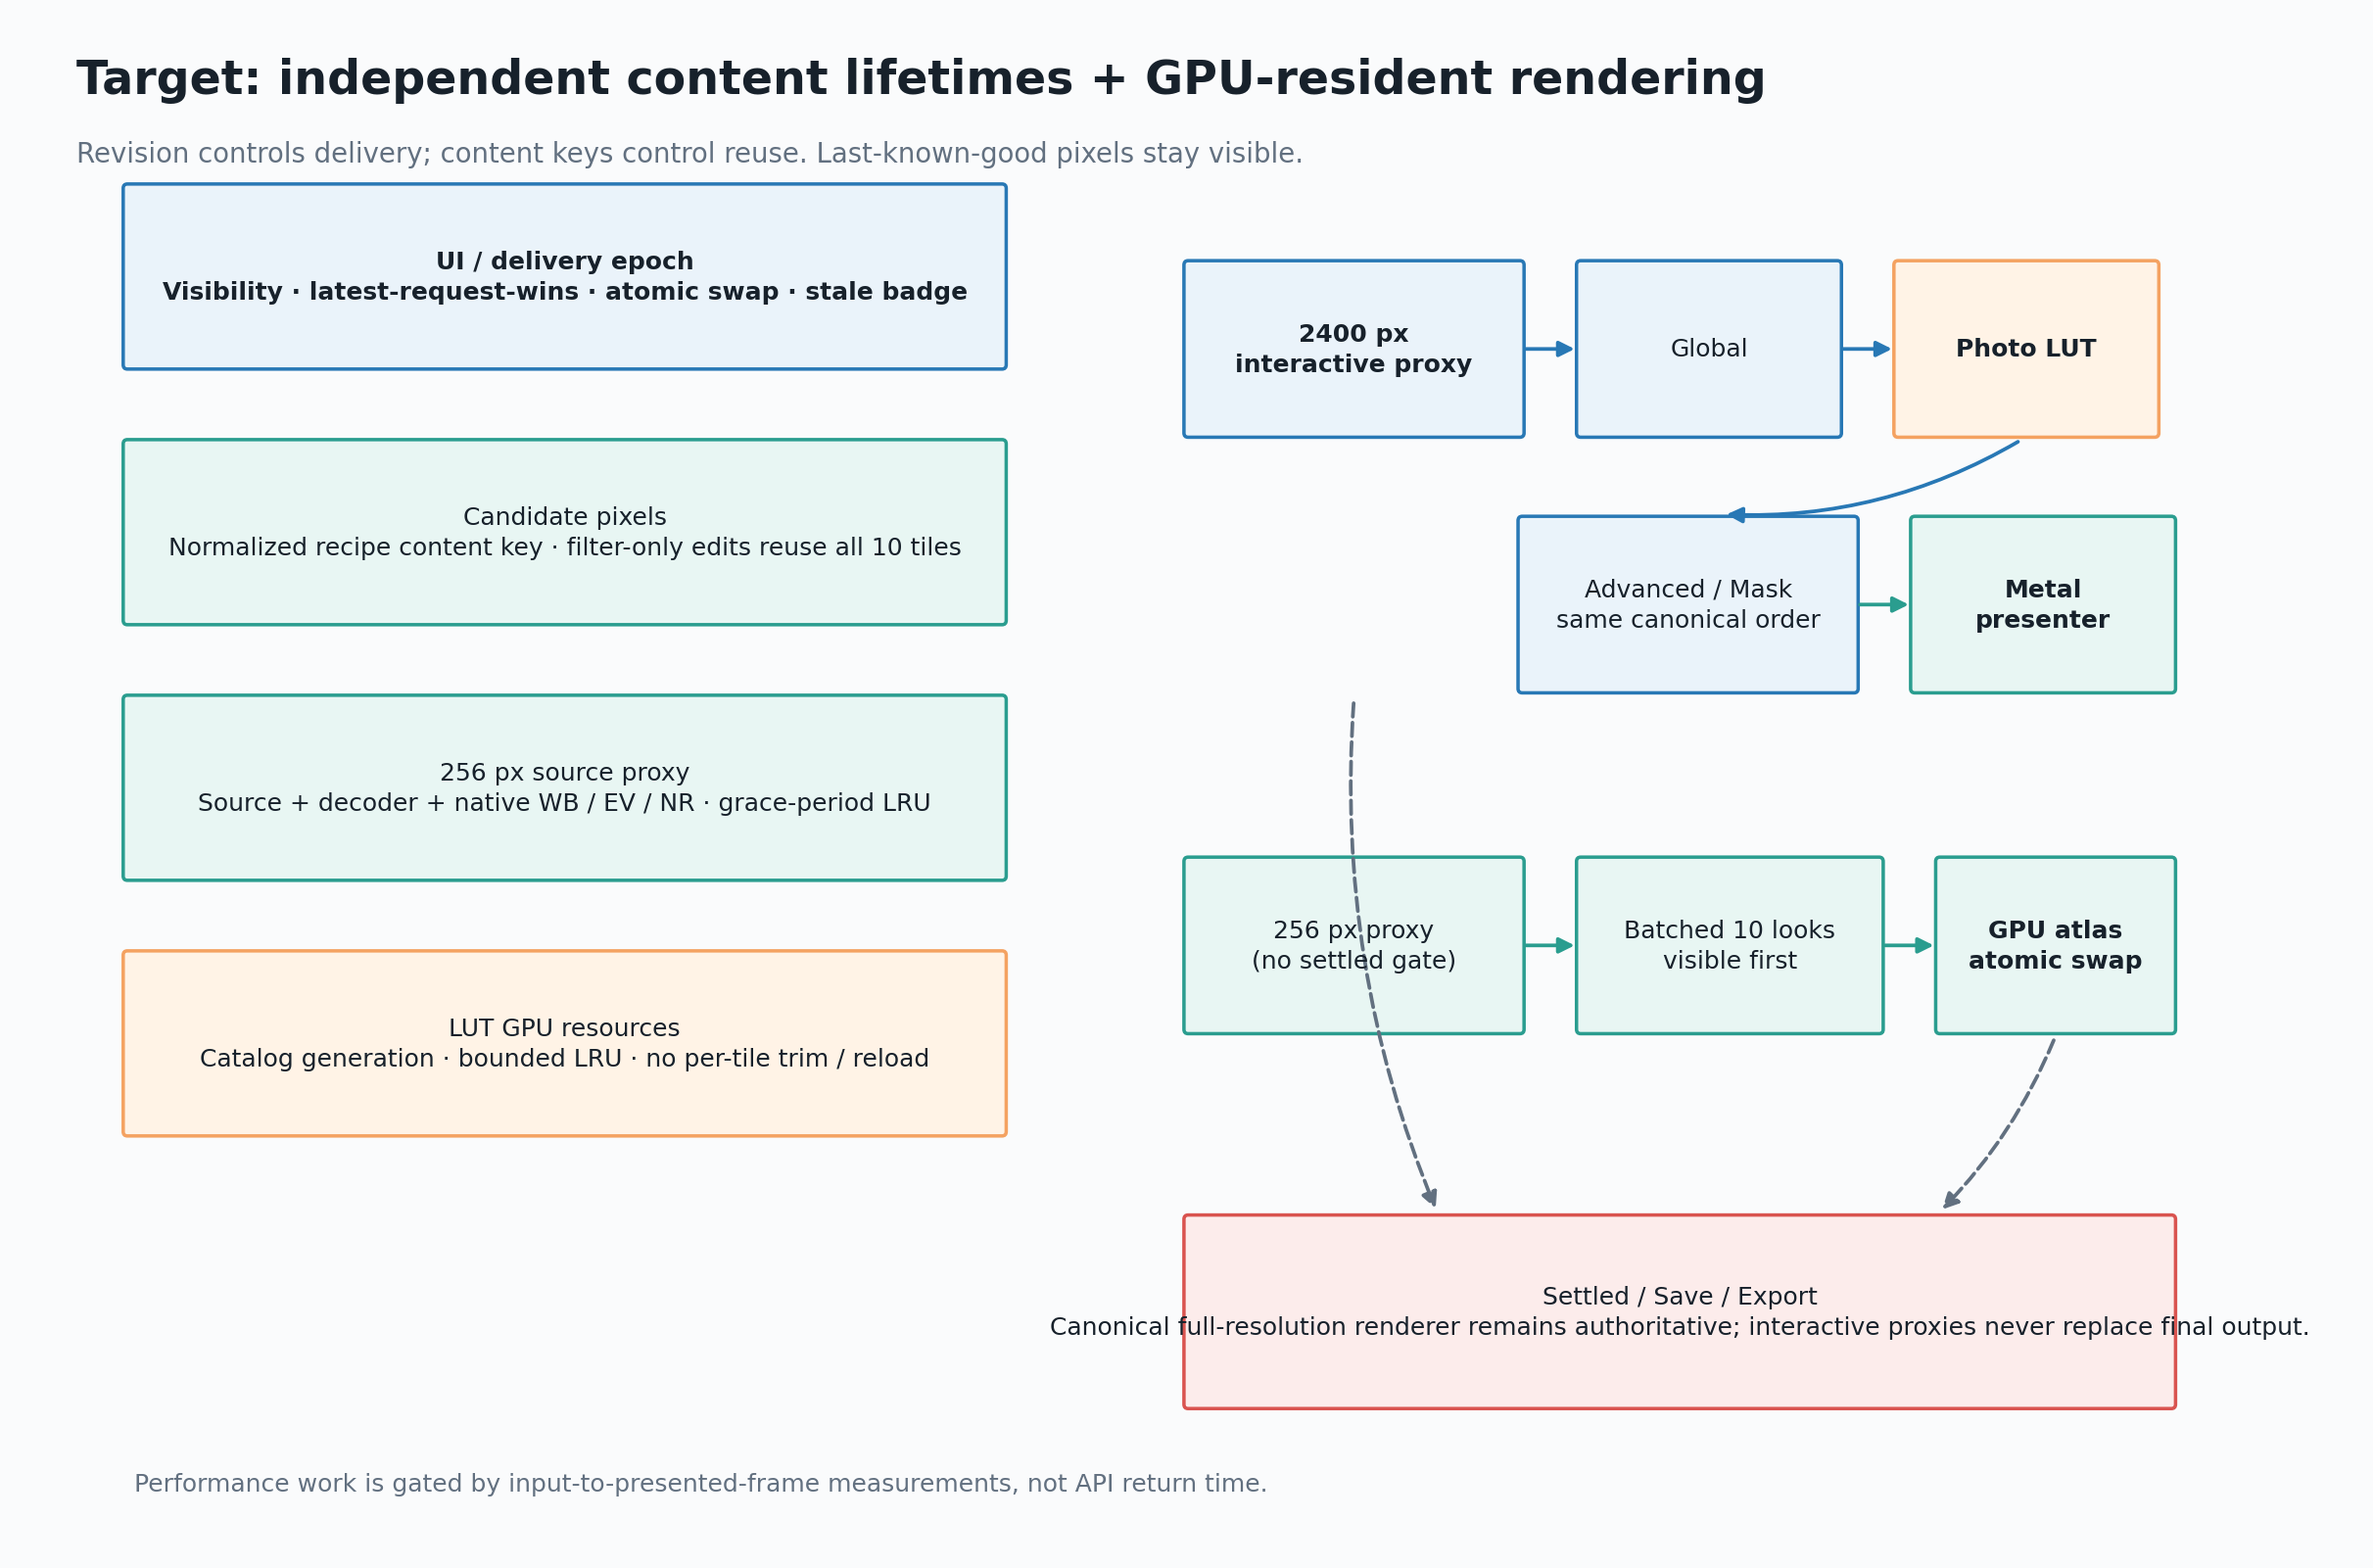 Target: independent content lifetimes + GPU-resident rendering
Revision controls delivery; content keys control reuse. Last-known-good pixels stay visible.
UI / delivery epoch
Visibility · latest-request-wins · atomic swap · stale badge
Candidate pixels
Normalized recipe content key · filter-only edits reuse all 10 tiles
256 px source proxy
Source + decoder + native WB / EV / NR · grace-period LRU
LUT GPU resources
Catalog generation · bounded LRU · no per-tile trim / reload
2400 px
interactive proxy
Global
Photo LUT
Advanced / Mask
same canonical order
Metal
presenter
256 px proxy
(no settled gate)
Batched 10 looks
visible first
GPU atlas
atomic swap
Settled / Save / Export
Canonical full-resolution renderer remains authoritative; interactive proxies never replace final output.
Performance work is gated by input-to-presented-frame measurements, not API return time.